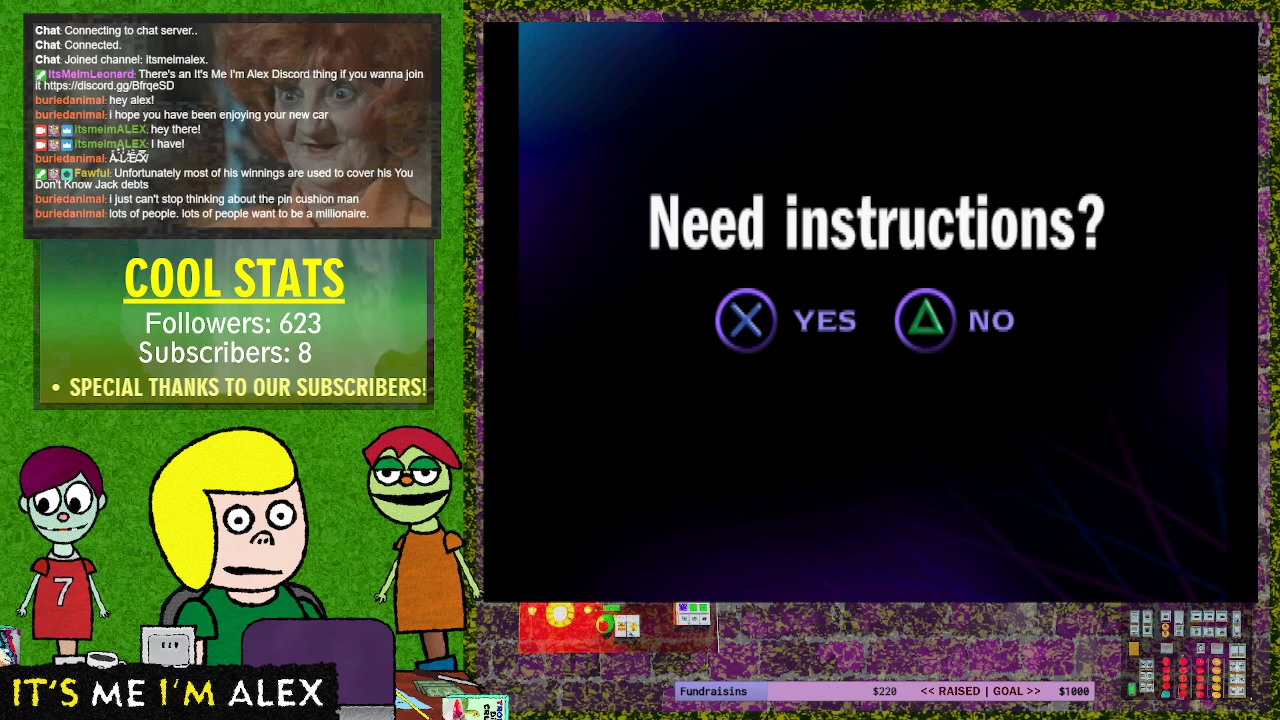 Chat: Connecting to chat server..
Chat: Connected.
Chat: Joined channel: itsmeimalex.
ItsMeImLeonard: There's an It's Me I'm Alex Discord thing if you wanna join
it https://discord.gg/BfrqeSD
buriedanimal: hey alex!
buriedanimal: i hope you have been enjoying your new car
itsmeimALEX: hey there!
itsmeimALEX: I have!
buriedanimal:
Fawful: Unfortunately most of his winnings are used to cover his You
Don't Know Jack debts
buriedanimal: i just can't stop thinking about the pin cushion man
buriedanimal: lots of people. lots of people want to be a millionaire.
COOL STATS
Followers: 623
Subscribers: 8
• SPECIAL THANKS TO OUR SUBSCRIBERS!
Need instructions?
YES NO
7
IT'S ME I'M ALEX
Fundraisins $220 << RAISED | GOAL >> $1000